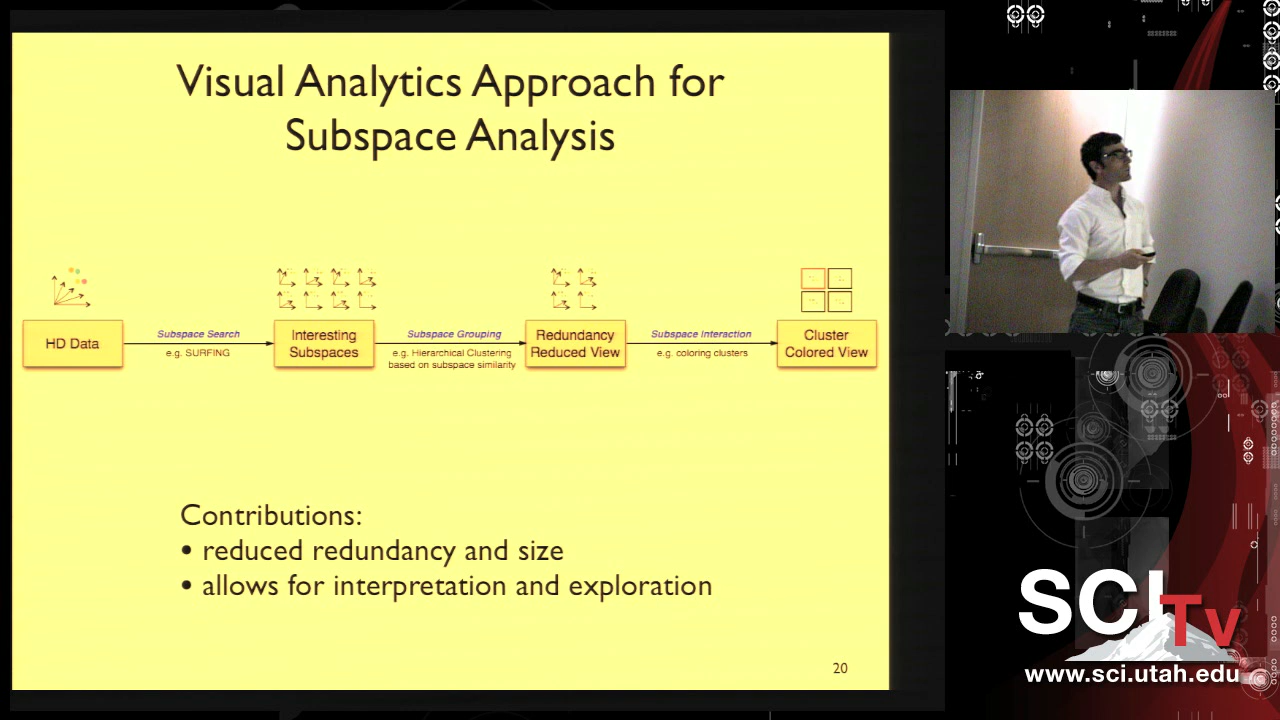 Visual Analytics Approach for
Subspace Analysis
HD Data
Subspace Search
e.g. SURFING
Interesting
Subspaces
Subspace Grouping
e.g. Hierarchical Clustering
based on subspace similarity
Redundancy
Reduced View
Subspace Interaction
e.g. coloring clusters
Cluster
Colored View
Contributions:
• reduced redundancy and size
• allows for interpretation and exploration
20
SCI
Tv
www.sci.utah.edu